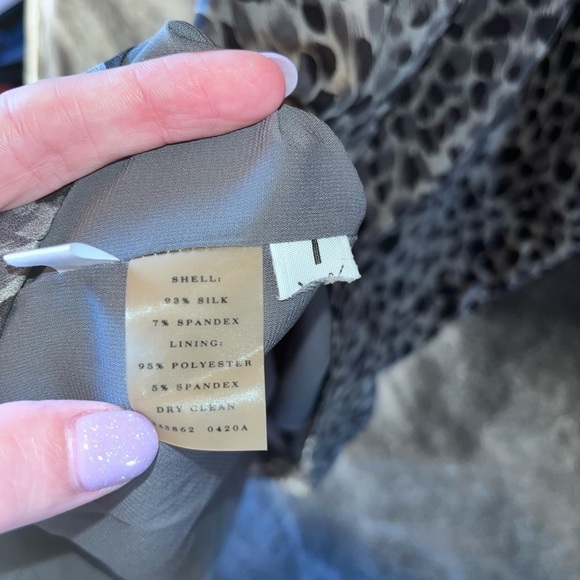 SHELL:
93% SILK
7% SPANDEX
LINING:
95% POLYESTER
5% SPANDEX
DRY CLEAN
0420A